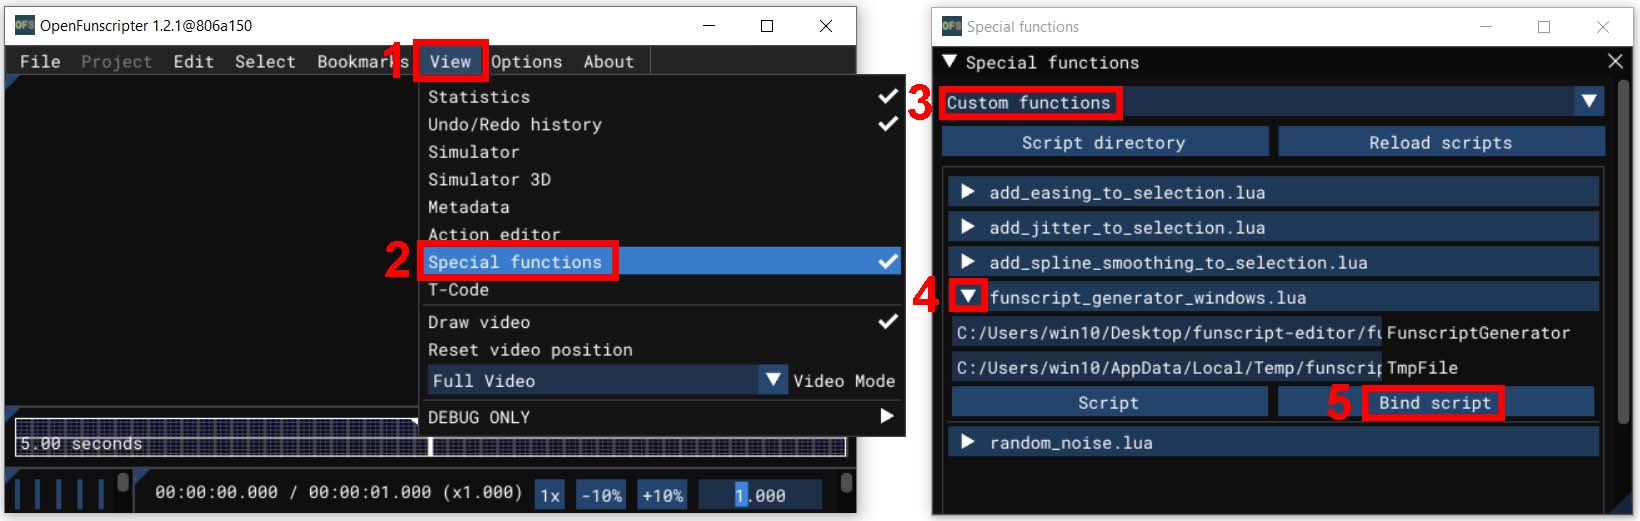 OFS OpenFunscripter 1.2.1@806a150
File Project Edit Select Bookmarks 1 View Options About
Statistics
Undo/Redo history
Simulator
Simulator 3D
Metadata
Action editor
2 Special functions
T-Code
Draw video
Reset video position
Full Video Video Mode
DEBUG ONLY
5.00 seconds
00:00:00.000 / 00:00:01.000 (x1.000) 1x -10% +10% 1.000
OFS Special functions
Special functions
3 Custom functions
Script directory Reload scripts
add_easing_to_selection.lua
add_jitter_to_selection.lua
add_spline_smoothing_to_selection.lua
4 funscript_generator_windows.lua
C:/Users/win10/Desktop/funscript-editor/fu FunscriptGenerator
C:/Users/win10/AppData/Local/Temp/funscrip TmpFile
Script 5 Bind script
random_noise.lua